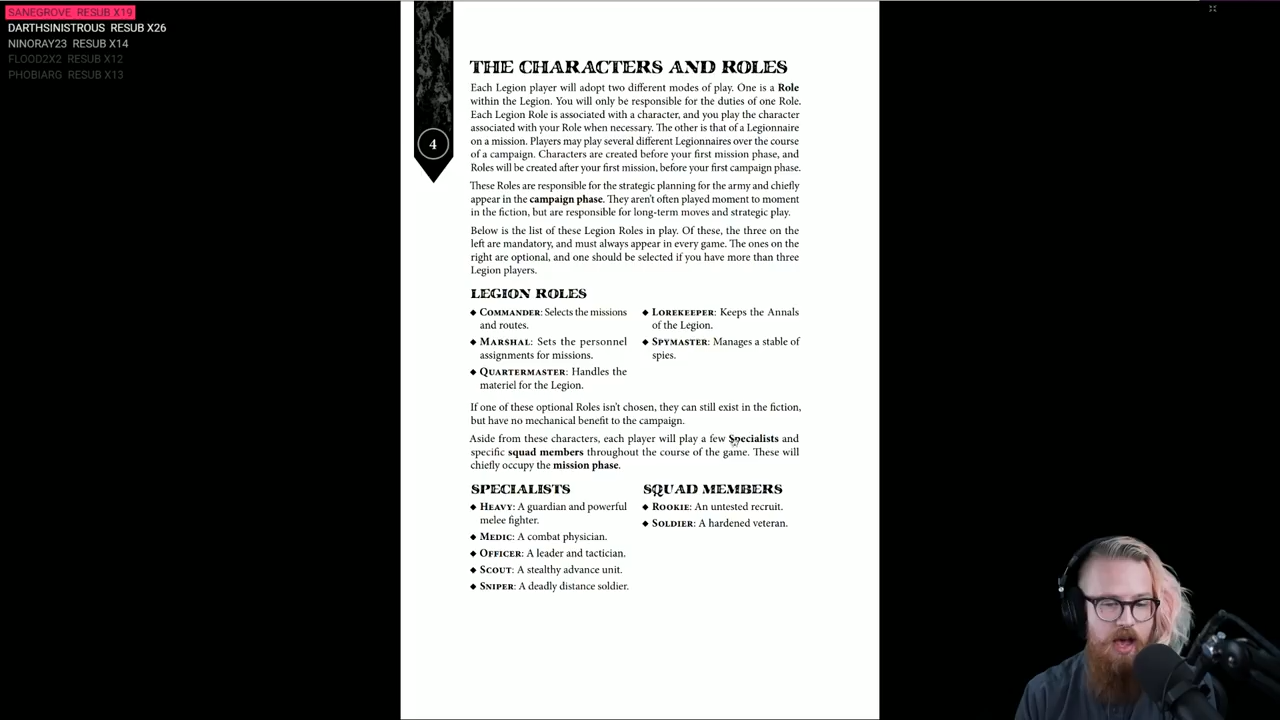 SANEGROVE RESUB X19
DARTHSINISTROUS RESUB X26
NINORAY23 RESUB X14
FLOOD2X2 RESUB X12
PHOBIARG RESUB X13
4
THE CHARACTERS AND ROLES
Each Legion player will adopt two different modes of play. One is a Role
within the Legion. You will only be responsible for the duties of one Role.
Each Legion Role is associated with a character, and you play the character
associated with your Role when necessary. The other is that of a Legionnaire
on a mission. Players may play several different Legionnaires over the course
of a campaign. Characters are created before your first mission phase, and
Roles will be created after your first mission, before your first campaign phase.
These Roles are responsible for the strategic planning for the army and chiefly
appear in the campaign phase. They aren't often played moment to moment
in the fiction, but are responsible for long-term moves and strategic play.
Below is the list of these Legion Roles in play. Of these, the three on the
left are mandatory, and must always appear in every game. The ones on the
right are optional, and one should be selected if you have more than three
Legion players.
LEGION ROLES
◆ COMMANDER: Selects the missions
and routes.
◆ MARSHAL: Sets the personnel
assignments for missions.
◆ QUARTERMASTER: Handles the
materiel for the Legion.
◆ LOREKEEPER: Keeps the Annals
of the Legion.
◆ SPYMASTER: Manages a stable of
spies.
If one of these optional Roles isn't chosen, they can still exist in the fiction,
but have no mechanical benefit to the campaign.
Aside from these characters, each player will play a few Specialists and
specific squad members throughout the course of the game. These will
chiefly occupy the mission phase.
SPECIALISTS
◆ HEAVY: A guardian and powerful
melee fighter.
◆ MEDIC: A combat physician.
◆ OFFICER: A leader and tactician.
◆ SCOUT: A stealthy advance unit.
◆ SNIPER: A deadly distance soldier.
SQUAD MEMBERS
◆ ROOKIE: An untested recruit.
◆ SOLDIER: A hardened veteran.